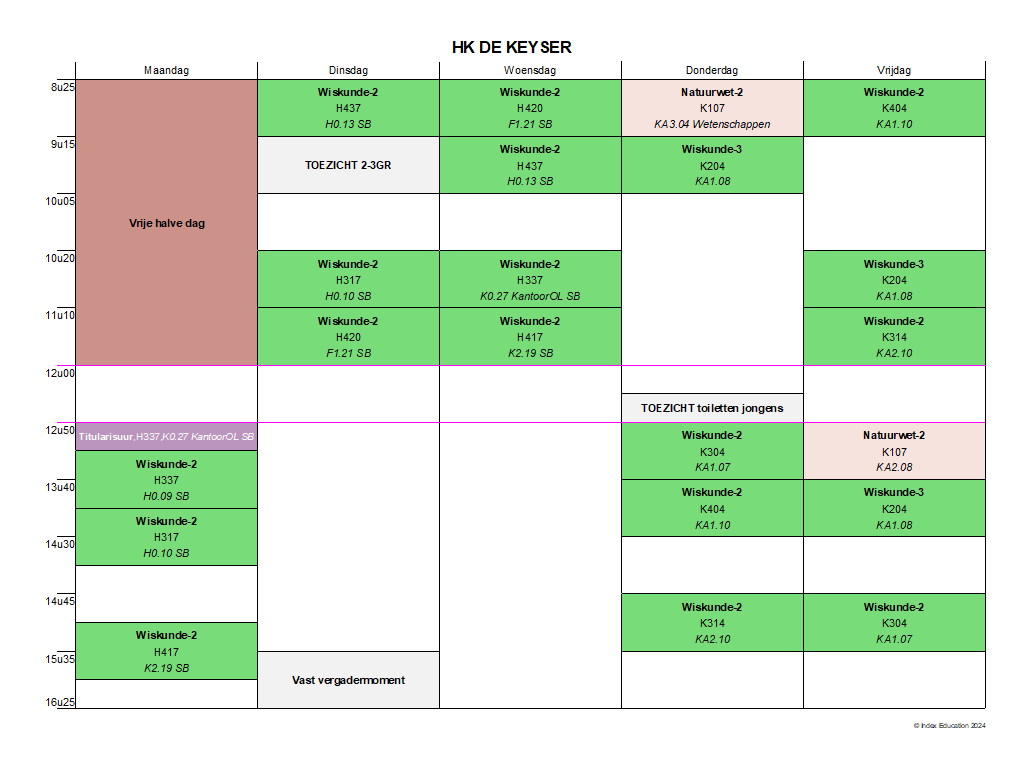 HK DE KEYSER
Maandag
Dinsdag
Woensdag
Donderdag
Vrijdag
8u25
9u15
10u05
10u20
11u10
12u00
12u50
13u40
14u30
14u45
15u35
16u25
Vrije halve dag
Titularisuur,H337,K0.27 KantoorOL SB
Wiskunde-2
H337
H0.09 SB
Wiskunde-2
H317
H0.10 SB
Wiskunde-2
H417
K2.19 SB
Wiskunde-2
H437
H0.13 SB
TOEZICHT 2-3GR
Wiskunde-2
H317
H0.10 SB
Wiskunde-2
H420
F1.21 SB
Vast vergadermoment
Wiskunde-2
H420
F1.21 SB
Wiskunde-2
H437
H0.13 SB
Wiskunde-2
H337
K0.27 KantoorOL SB
Wiskunde-2
H417
K2.19 SB
Natuurwet-2
K107
KA3.04 Wetenschappen
Wiskunde-3
K204
KA1.08
TOEZICHT toiletten jongens
Wiskunde-2
K304
KA1.07
Wiskunde-2
K404
KA1.10
Wiskunde-2
K314
KA2.10
Wiskunde-2
K404
KA1.10
Wiskunde-3
K204
KA1.08
Wiskunde-2
K314
KA2.10
Natuurwet-2
K107
KA2.08
Wiskunde-3
K204
KA1.08
Wiskunde-2
K304
KA1.07
© Index Education 2024